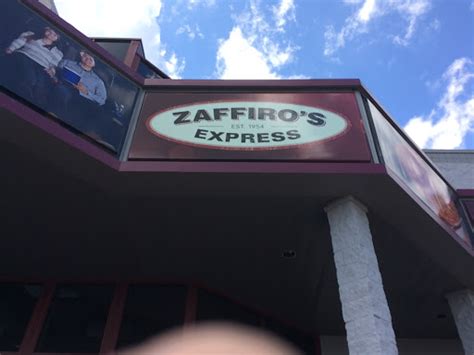 ZAFFIRO'S
EST. 1954
EXPRESS